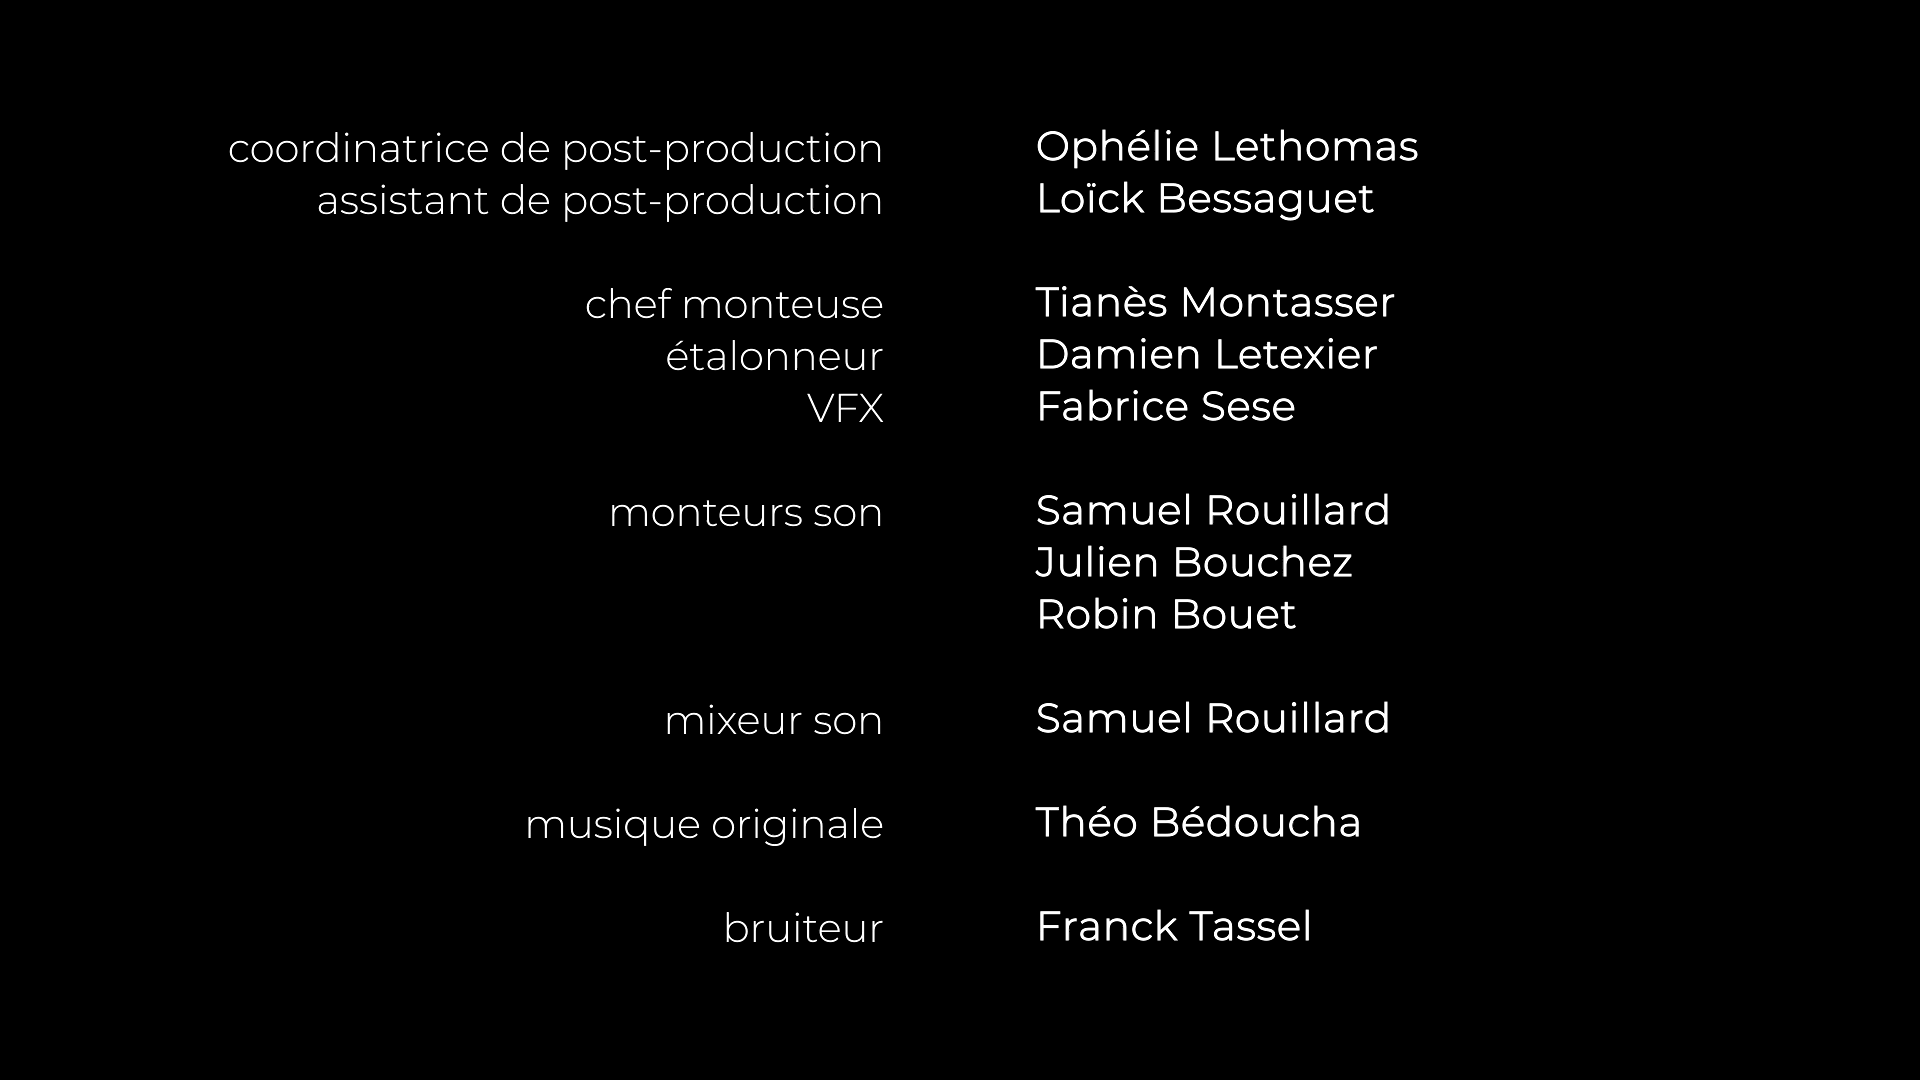 coordinatrice de post-production Ophélie Lethomas
assistant de post-production Loïck Bessaguet
chef monteuse Tianès Montasser
étalonneur Damien Letexier
VFX Fabrice Sese
monteurs son Samuel Rouillard
Julien Bouchez
Robin Bouet
mixeur son Samuel Rouillard
musique originale Théo Bédoucha
bruiteur Franck Tassel